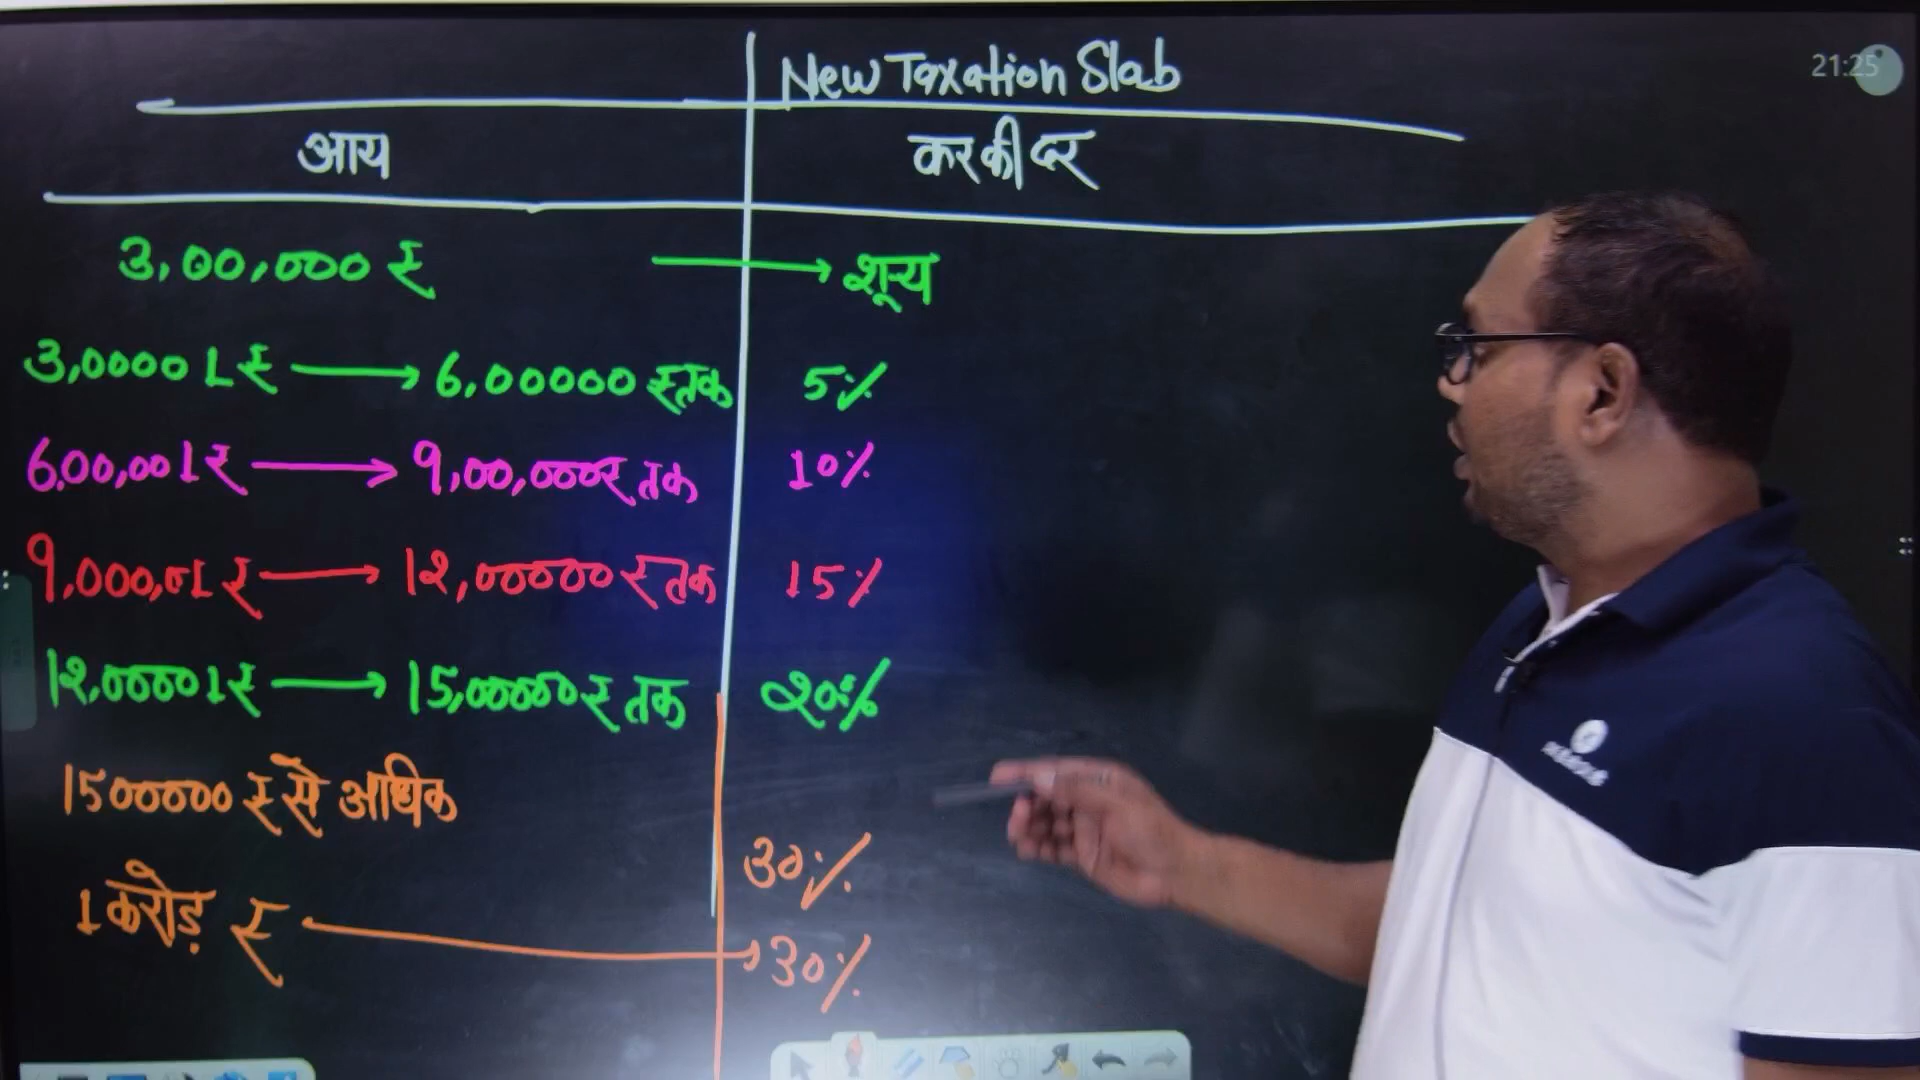 New Taxation Slab
21:25
आय
कर की दर
3,00,000 ₹ → शून्य
3,00001 ₹ → 6,00000 ₹ तक 5%
6,00,001 ₹ → 9,00,000 ₹ तक 10%
9,000,01 ₹ → 12,00000 ₹ तक 15%
12,00001 ₹ → 15,00000 ₹ तक 20%
1500000 ₹ से अधिक
30%
1 करोड़ ₹ → 30%